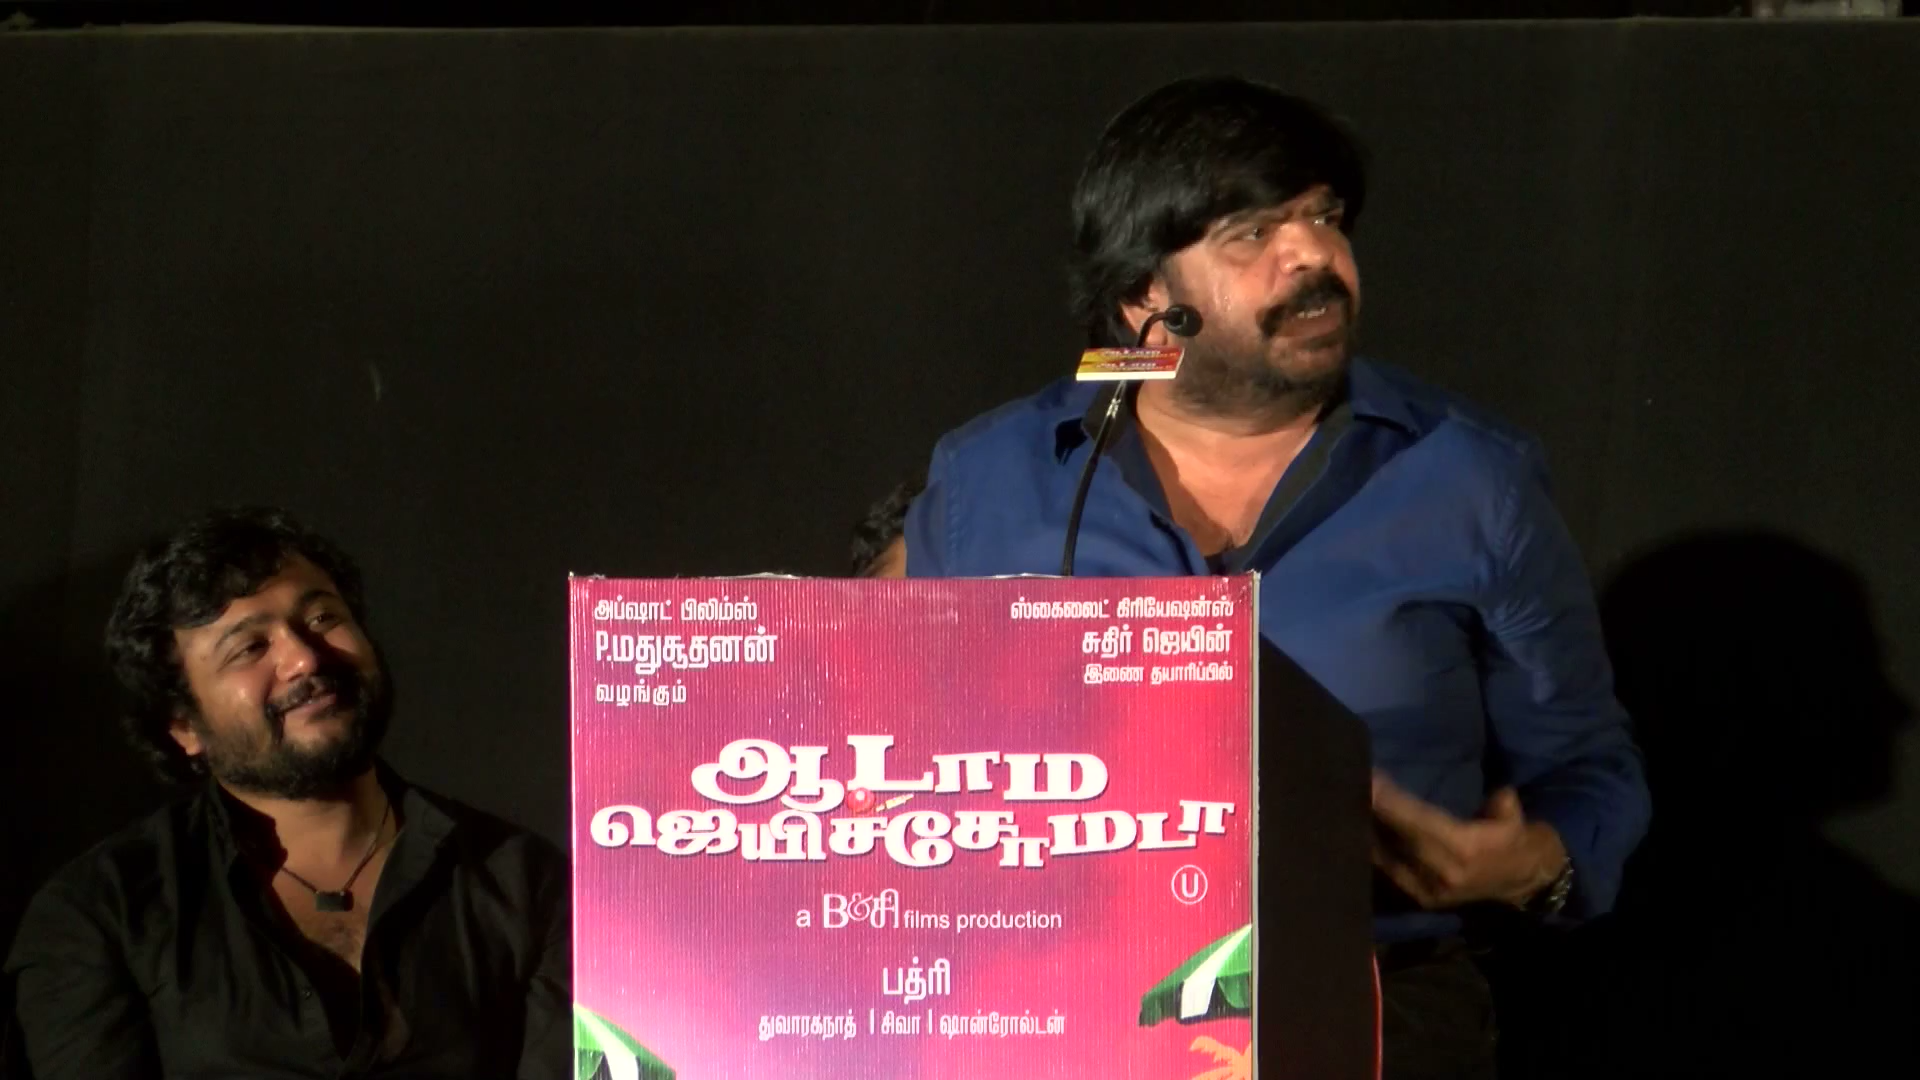 அப்ஷாட் பிலிம்ஸ்
P.மதுசூதனன்
வழங்கும்
ஸ்கைலைட் கிரியேஷன்ஸ்
சுதிர் ஜெயின்
இணை தயாரிப்பில்
ஆடாம
ஜெயிச்சோமடா
U
a B&சி films production
பத்ரி
துவாரகநாத் | சிவா | ஷான்ரோல்டன்